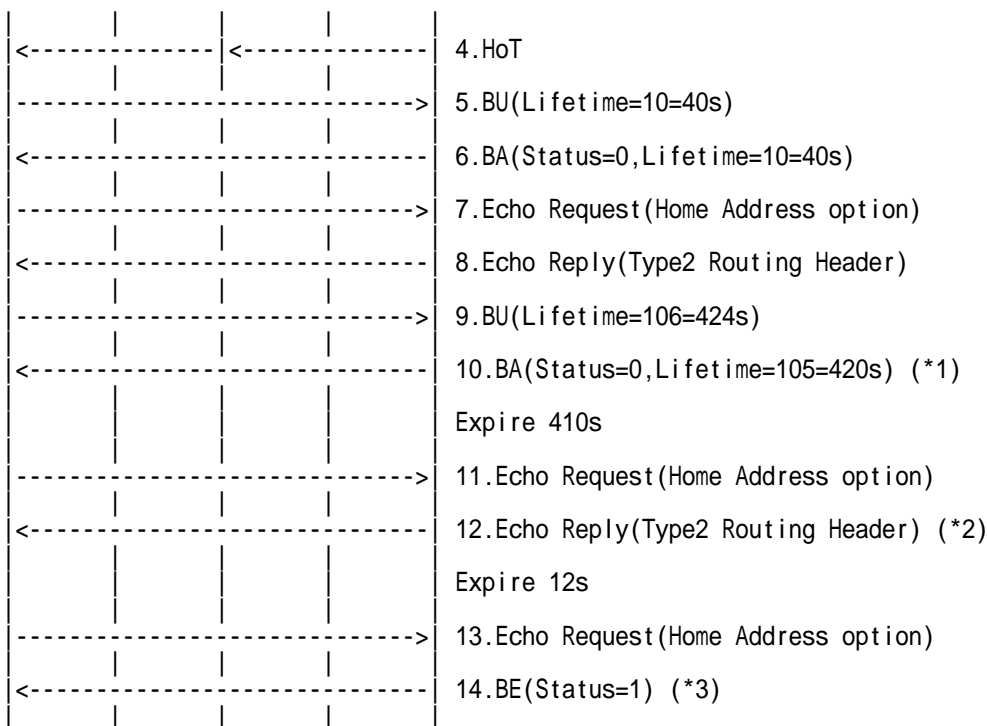 4.HoT
5.BU(Lifetime=10=40s)
6.BA(Status=0,Lifetime=10=40s)
7.Echo Request(Home Address option)
8.Echo Reply(Type2 Routing Header)
9.BU(Lifetime=106=424s)
10.BA(Status=0,Lifetime=105=420s) (*1)
Expire 410s
11.Echo Request(Home Address option)
12.Echo Reply(Type2 Routing Header) (*2)
Expire 12s
13.Echo Request(Home Address option)
14.BE(Status=1) (*3)